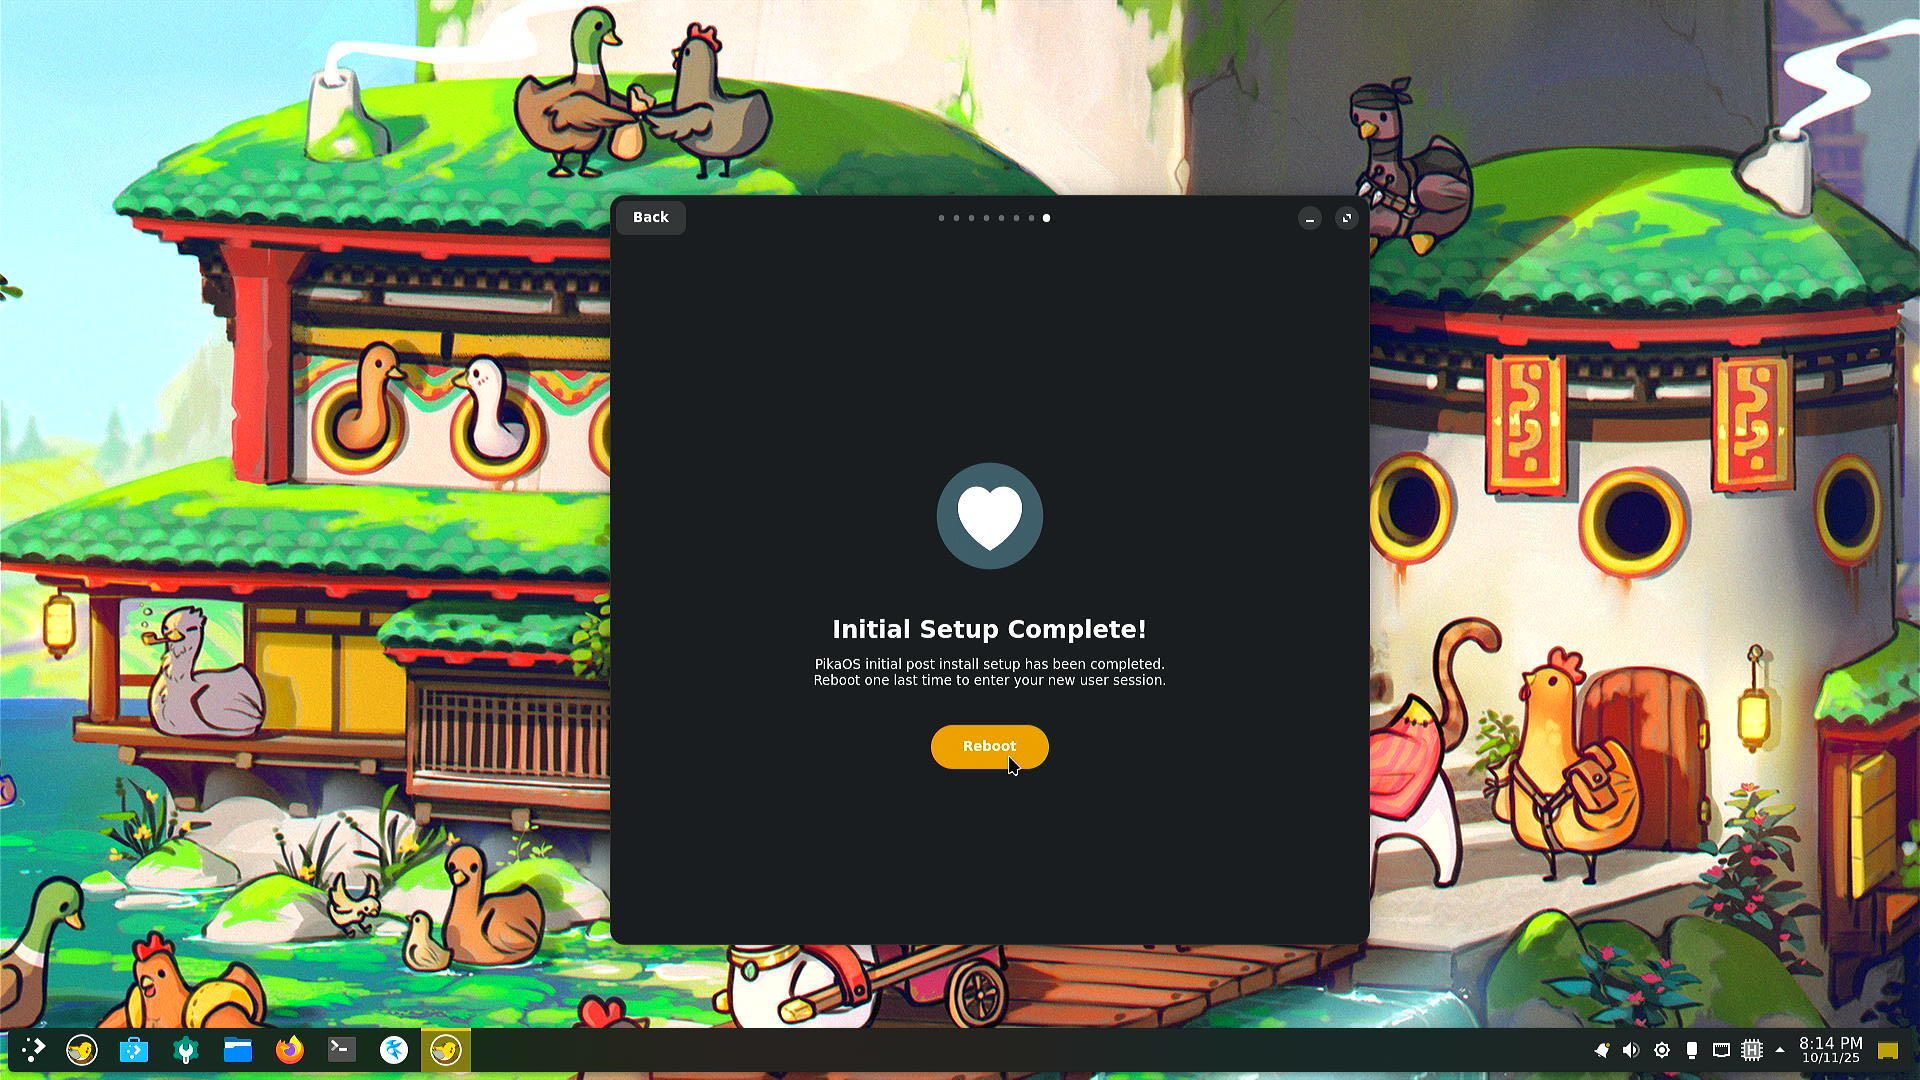 Back
Initial Setup Complete!
PikaOS initial post install setup has been completed.
Reboot one last time to enter your new user session.
Reboot
8:14 PM
10/11/25